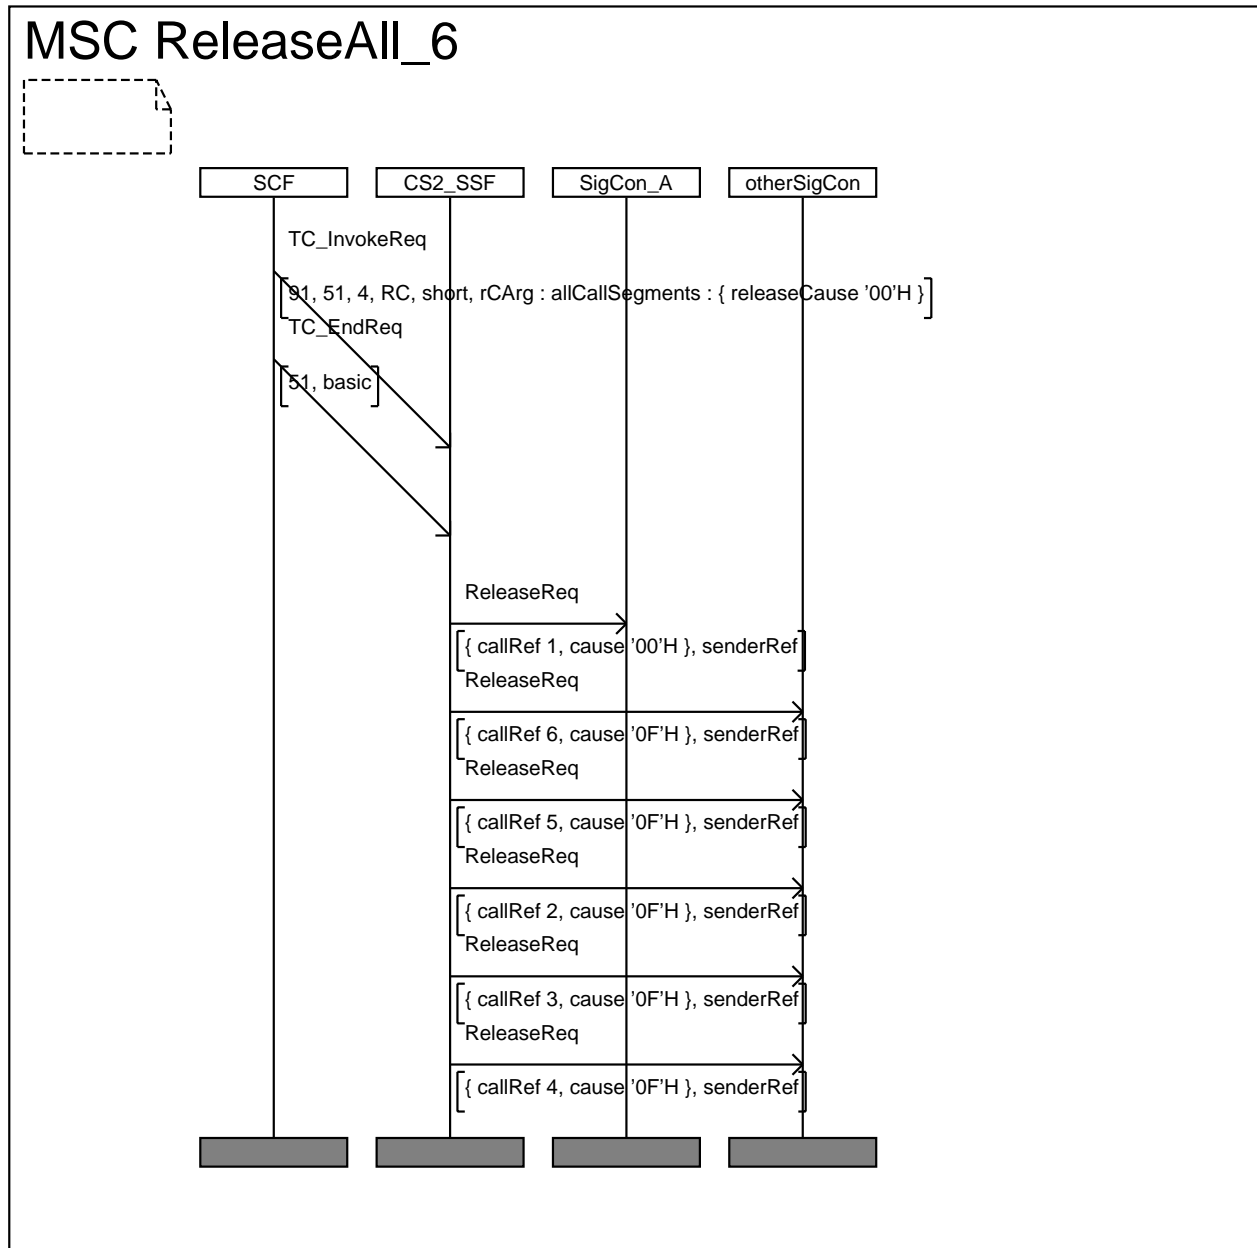 MSC ReleaseAll_6
SCF
CS2_SSF
SigCon_A
otherSigCon
TC_InvokeReq
91, 51, 4, RC, short, rCArg : allCallSegments : { releaseCause '00'H }
TC_EndReq
51, basic
ReleaseReq
{ callRef 1, cause '00'H }, senderRef
ReleaseReq
{ callRef 6, cause '0F'H }, senderRef
ReleaseReq
{ callRef 5, cause '0F'H }, senderRef
ReleaseReq
{ callRef 2, cause '0F'H }, senderRef
ReleaseReq
{ callRef 3, cause '0F'H }, senderRef
ReleaseReq
{ callRef 4, cause '0F'H }, senderRef